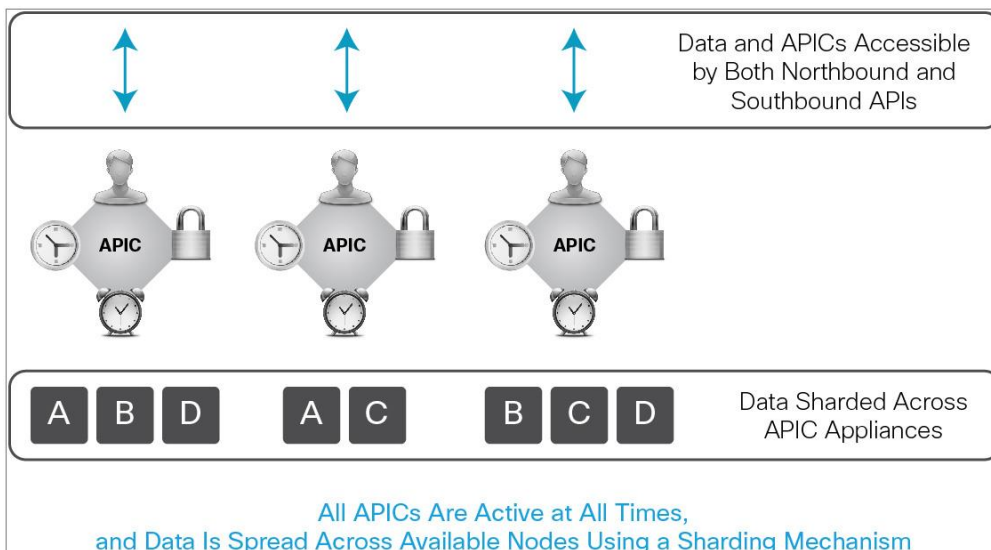 Data and APICs Accessible
by Both Northbound and
Southbound APIs
APIC APIC APIC
A B D A C B C D
Data Sharded Across
APIC Appliances
All APICs Are Active at All Times,
and Data Is Spread Across Available Nodes Using a Sharding Mechanism